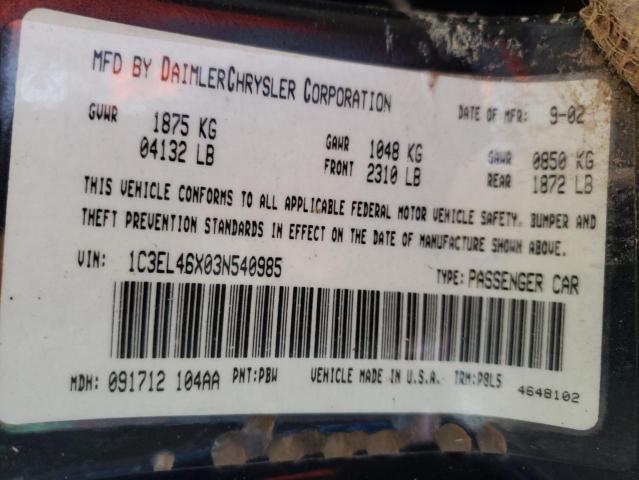 MFD BY DAIMLERCHRYSLER CORPORATION DATE OF MFR: 9-02
GVWR 1875 KG GAWR 1048 KG GAWR 0850 KG
04132 LB FRONT 2310 LB REAR 1872 LB
THIS VEHICLE CONFORMS TO ALL APPLICABLE FEDERAL MOTOR VEHICLE SAFETY, BUMPER AND
THEFT PREVENTION STANDARDS IN EFFECT ON THE DATE OF MANUFACTURE SHOWN ABOVE.
VIN: 1C3EL46X03N540985 TYPE: PASSENGER CAR
MDH: 091712 104AA PNT:PBW VEHICLE MADE IN U.S.A. TRM:P8L5
4648102